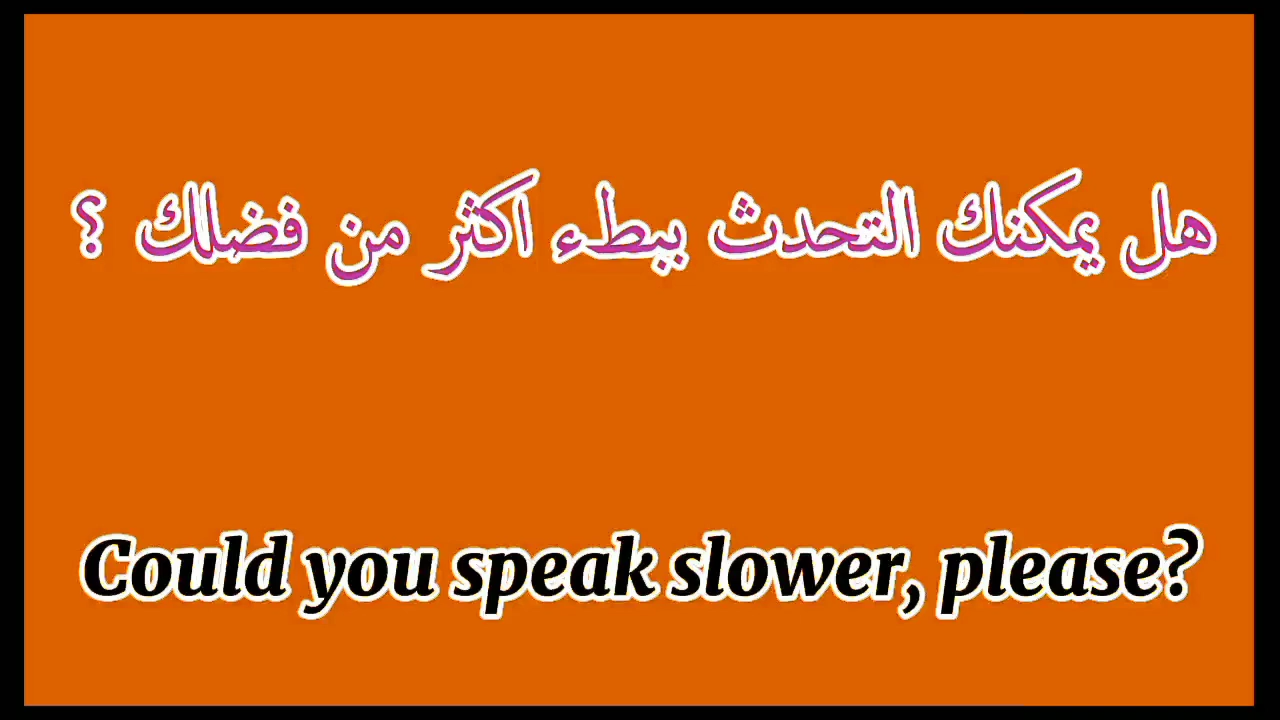 هل يمكنك التحدث ببطء اكثر من فضلك ؟
Could you speak slower, please?